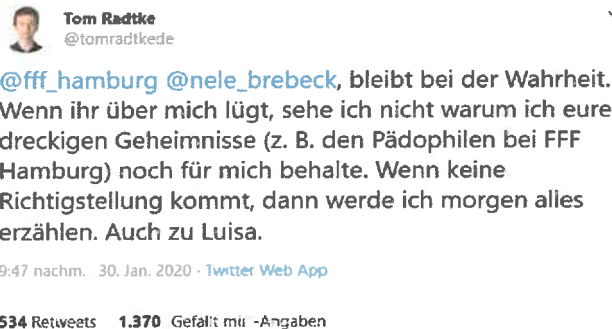 Tom Radtke
@tomradtkede
@fff_hamburg @nele_brebeck, bleibt bei der Wahrheit.
Wenn ihr über mich lügt, sehe ich nicht warum ich eure
dreckigen Geheimnisse (z. B. den Pädophilen bei FFF
Hamburg) noch für mich behalte. Wenn keine
Richtigstellung kommt, dann werde ich morgen alles
erzählen. Auch zu Luisa.
9:47 nachm. 30. Jan. 2020 · Twitter Web App
534 Retweets 1.370 Gefällt mir -Angaben